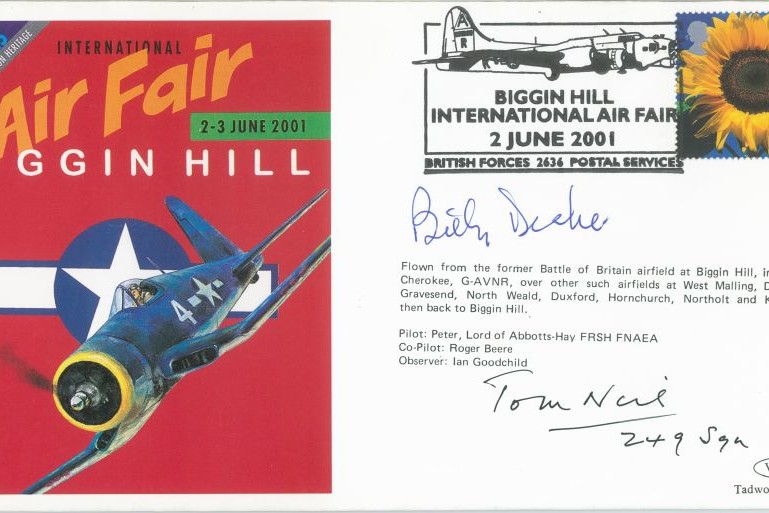 N HERITAGE
INTERNATIONAL
Air Fair
2-3 JUNE 2001
GGIN HILL
4
A
R
BIGGIN HILL
INTERNATIONAL AIR FAIR
2 JUNE 2001
BRITISH FORCES 2636 POSTAL SERVICES
Billy
Flown from the former Battle of Britain airfield at Biggin Hill, in
Cherokee, G-AVNR, over other such airfields at West Malling, D
Gravesend, North Weald, Duxford, Hornchurch, Northolt and K
then back to Biggin Hill.
Pilot: Peter, Lord of Abbotts-Hay FRSH FNAEA
Co-Pilot: Roger Beere
Observer: Ian Goodchild
Tom Neil
249 Sqn
Tadwo